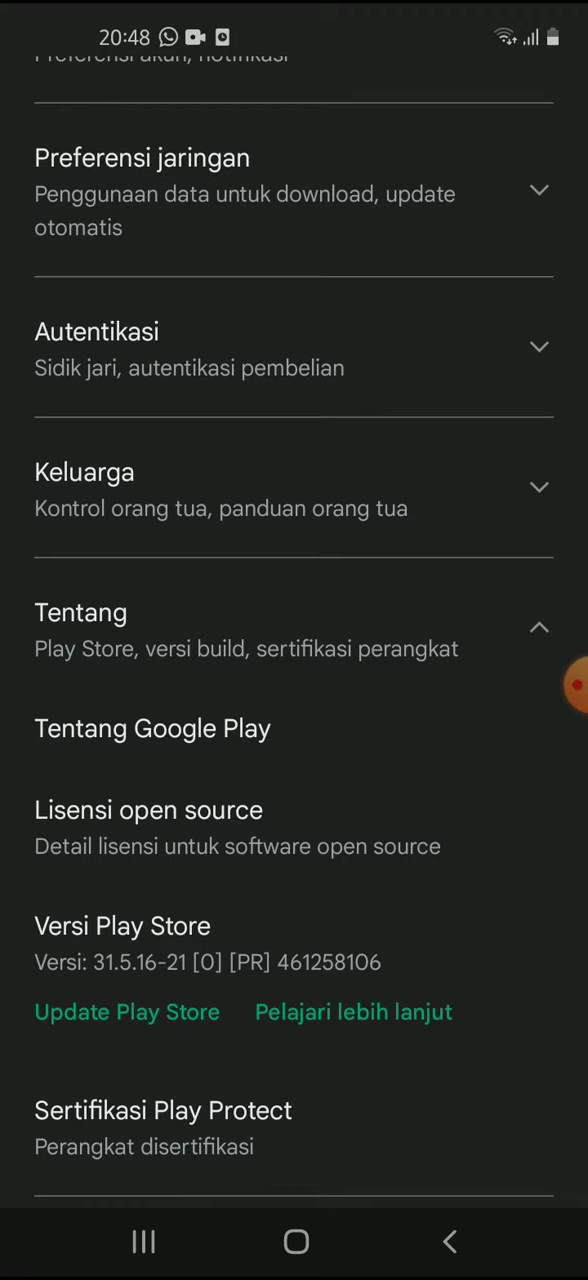 20:48
Preferensi akun, notifikasi
Preferensi jaringan
Penggunaan data untuk download, update
otomatis
Autentikasi
Sidik jari, autentikasi pembelian
Keluarga
Kontrol orang tua, panduan orang tua
Tentang
Play Store, versi build, sertifikasi perangkat
Tentang Google Play
Lisensi open source
Detail lisensi untuk software open source
Versi Play Store
Versi: 31.5.16-21 [0] [PR] 461258106
Update Play Store Pelajari lebih lanjut
Sertifikasi Play Protect
Perangkat disertifikasi